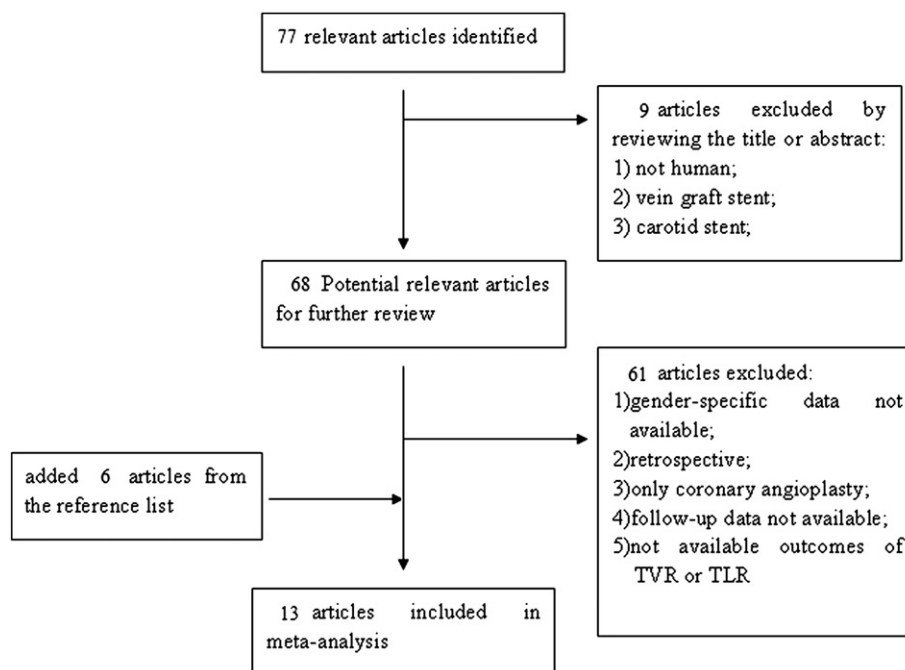 77 relevant articles identified
9 articles excluded by
reviewing the title or abstract:
1) not human;
2) vein graft stent;
3) carotid stent;
68 Potential relevant articles
for further review
61 articles excluded:
1)gender-specific data not
available;
2)retrospective;
3)only coronary angioplasty;
4)follow-up data not available;
5)not available outcomes of
TVR or TLR
added 6 articles from
the reference list
13 articles included in
meta-analysis